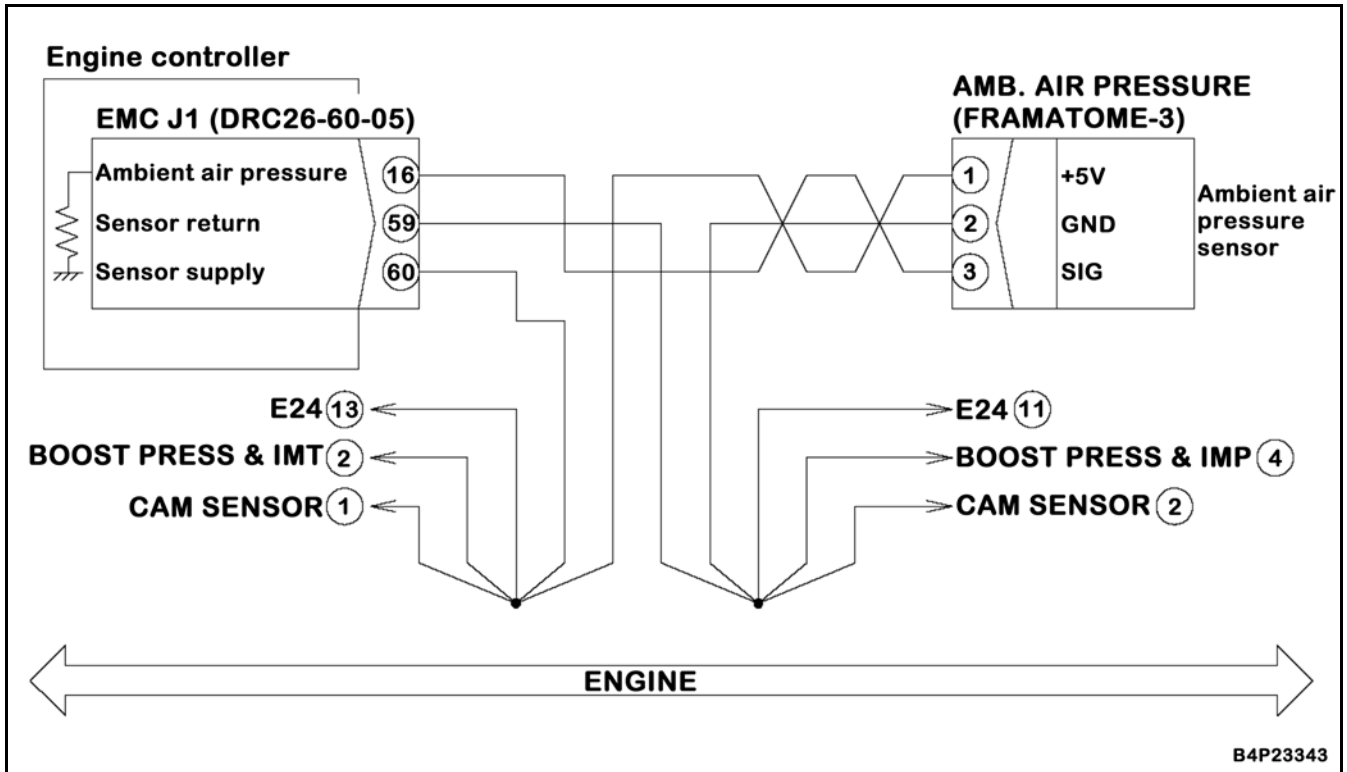 Engine controller
EMC J1 (DRC26-60-05)
Ambient air pressure 16
Sensor return 59
Sensor supply 60
AMB. AIR PRESSURE
(FRAMATOME-3)
1 +5V
2 GND
3 SIG
Ambient air
pressure
sensor
E24 13
BOOST PRESS & IMT 2
CAM SENSOR 1
E24 11
BOOST PRESS & IMP 4
CAM SENSOR 2
ENGINE
B4P23343